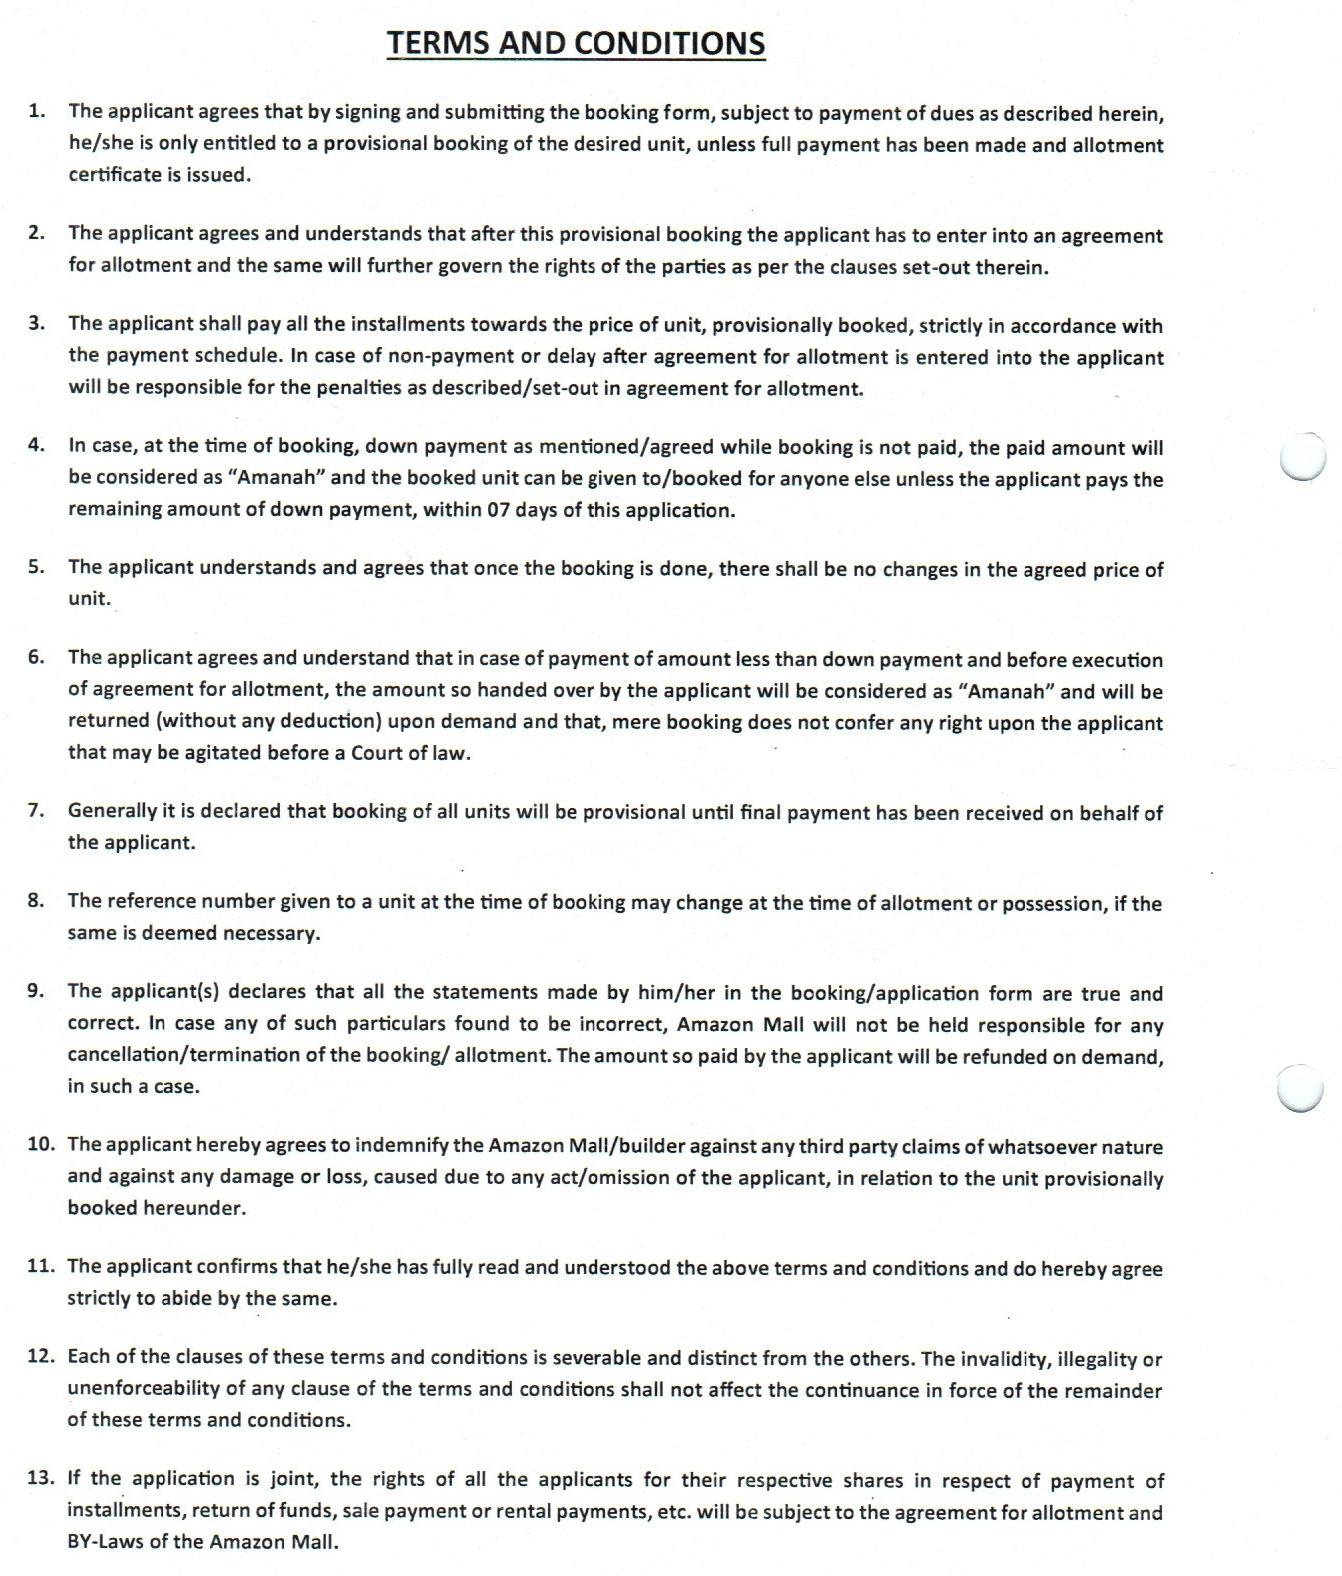 TERMS AND CONDITIONS
1. The applicant agrees that by signing and submitting the booking form, subject to payment of dues as described herein,
he/she is only entitled to a provisional booking of the desired unit, unless full payment has been made and allotment
certificate is issued.
2. The applicant agrees and understands that after this provisional booking the applicant has to enter into an agreement
for allotment and the same will further govern the rights of the parties as per the clauses set-out therein.
3. The applicant shall pay all the installments towards the price of unit, provisionally booked, strictly in accordance with
the payment schedule. In case of non-payment or delay after agreement for allotment is entered into the applicant
will be responsible for the penalties as described/set-out in agreement for allotment.
4. In case, at the time of booking, down payment as mentioned/agreed while booking is not paid, the paid amount will
be considered as “Amanah” and the booked unit can be given to/booked for anyone else unless the applicant pays the
remaining amount of down payment, within 07 days of this application.
5. The applicant understands and agrees that once the booking is done, there shall be no changes in the agreed price of
unit.
6. The applicant agrees and understand that in case of payment of amount less than down payment and before execution
of agreement for allotment, the amount so handed over by the applicant will be considered as “Amanah” and will be
returned (without any deduction) upon demand and that, mere booking does not confer any right upon the applicant
that may be agitated before a Court of law.
7. Generally it is declared that booking of all units will be provisional until final payment has been received on behalf of
the applicant.
8. The reference number given to a unit at the time of booking may change at the time of allotment or possession, if the
same is deemed necessary.
9. The applicant(s) declares that all the statements made by him/her in the booking/application form are true and
correct. In case any of such particulars found to be incorrect, Amazon Mall will not be held responsible for any
cancellation/termination of the booking/ allotment. The amount so paid by the applicant will be refunded on demand,
in such a case.
10. The applicant hereby agrees to indemnify the Amazon Mall/builder against any third party claims of whatsoever nature
and against any damage or loss, caused due to any act/omission of the applicant, in relation to the unit provisionally
booked hereunder.
11. The applicant confirms that he/she has fully read and understood the above terms and conditions and do hereby agree
strictly to abide by the same.
12. Each of the clauses of these terms and conditions is severable and distinct from the others. The invalidity, illegality or
unenforceability of any clause of the terms and conditions shall not affect the continuance in force of the remainder
of these terms and conditions.
13. If the application is joint, the rights of all the applicants for their respective shares in respect of payment of
installments, return of funds, sale payment or rental payments, etc. will be subject to the agreement for allotment and
BY-Laws of the Amazon Mall.